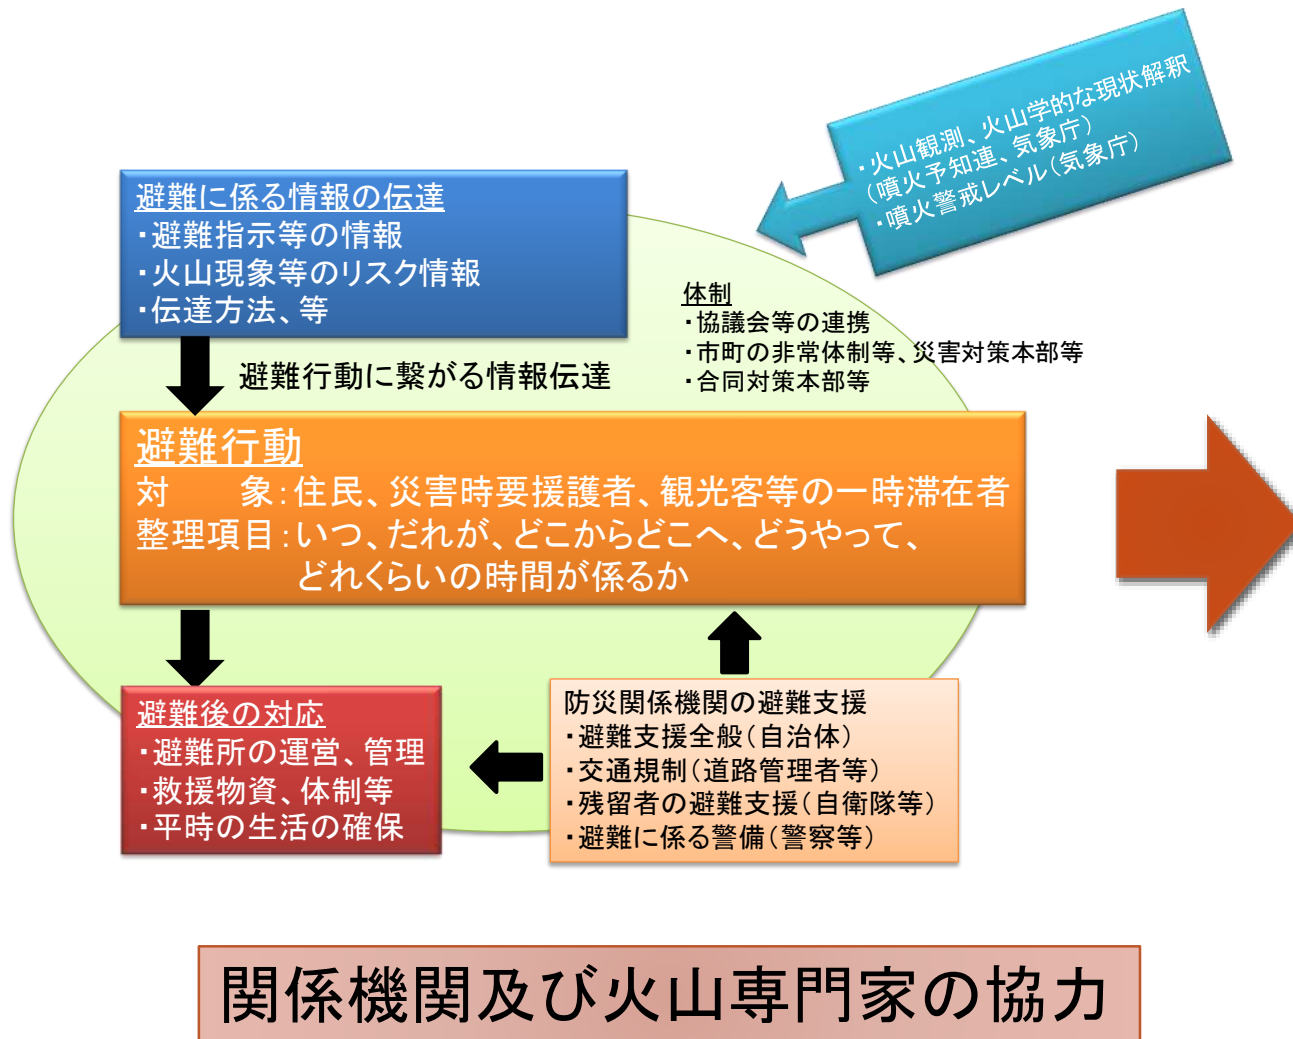 ・火山観測、火山学的な現状解釈
（噴火予知連、気象庁）
・噴火警戒レベル（気象庁）
避難に係る情報の伝達
・避難指示等の情報
・火山現象等のリスク情報
・伝達方法、等
体制
・協議会等の連携
・市町の非常体制等、災害対策本部等
・合同対策本部等
避難行動に繋がる情報伝達
避難行動
対　　象：住民、災害時要援護者、観光客等の一時滞在者
整理項目：いつ、だれが、どこからどこへ、どうやって、
どれくらいの時間が係るか
避難後の対応
・避難所の運営、管理
・救援物資、体制等
・平時の生活の確保
防災関係機関の避難支援
・避難支援全般（自治体）
・交通規制（道路管理者等）
・残留者の避難支援（自衛隊等）
・避難に係る警備（警察等）
関係機関及び火山専門家の協力